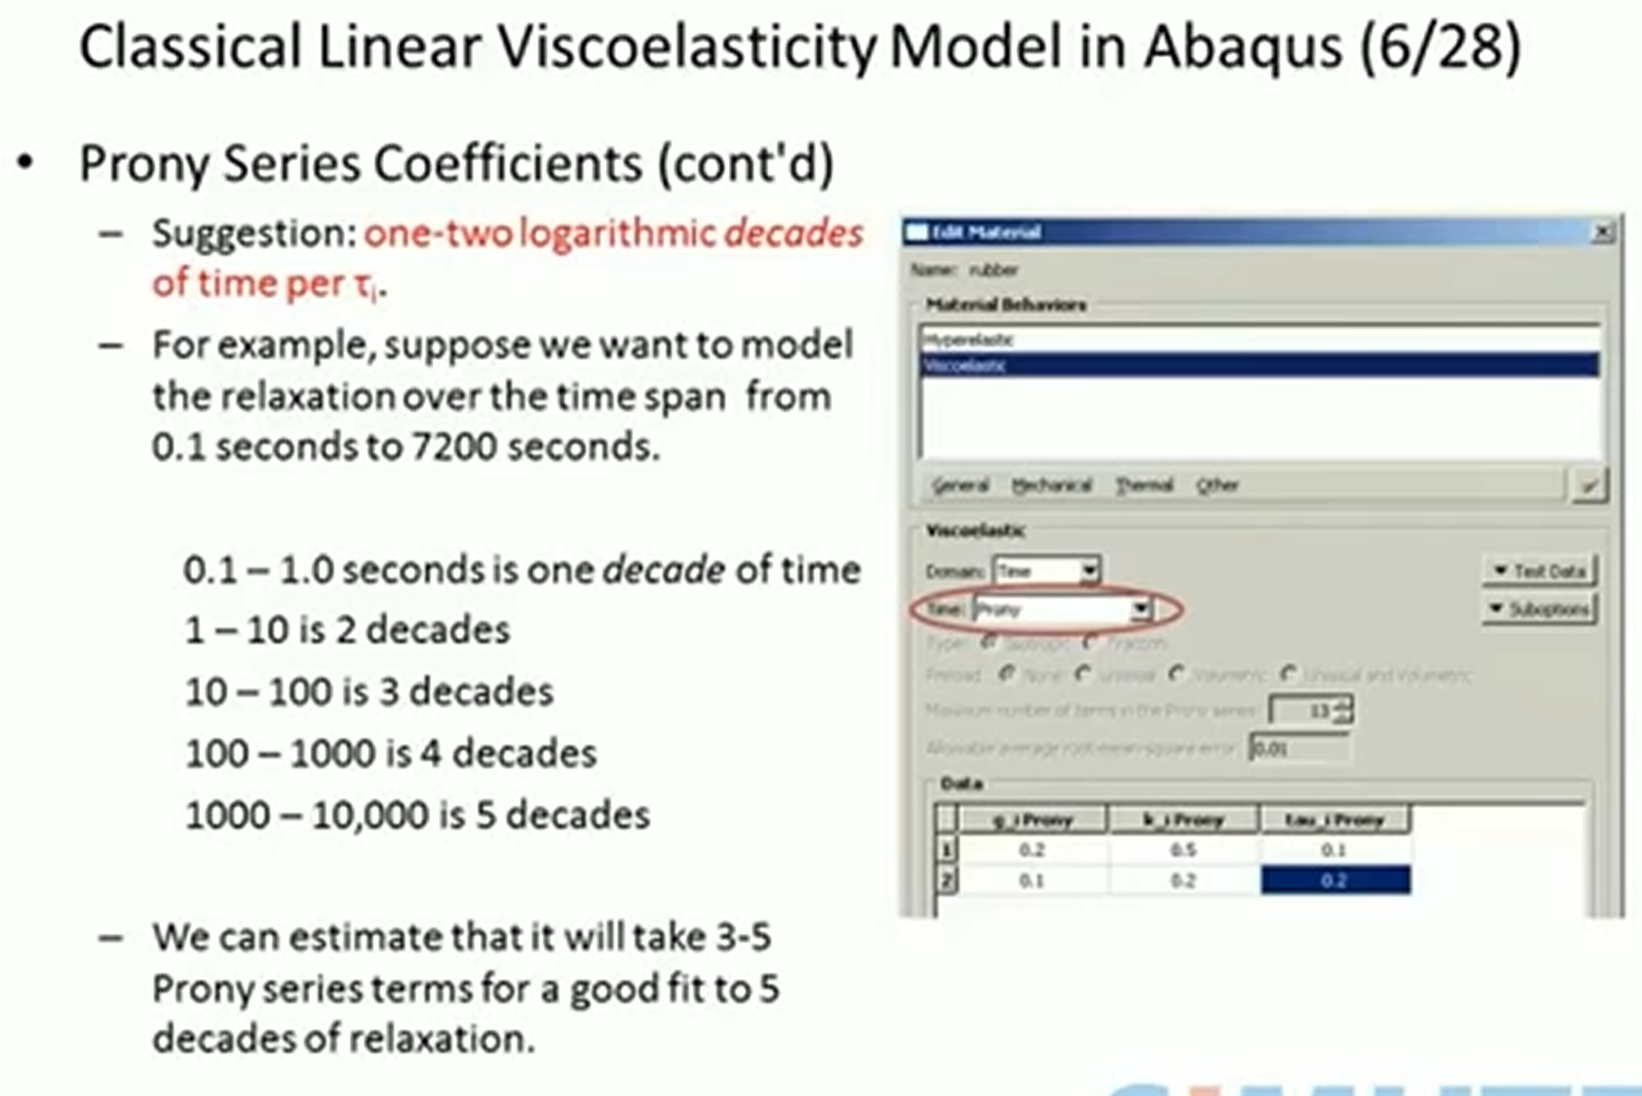 Classical Linear Viscoelasticity Model in Abaqus (6/28)
• Prony Series Coefficients (cont'd)
– Suggestion: one-two logarithmic decades
of time per τi.
– For example, suppose we want to model
the relaxation over the time span from
0.1 seconds to 7200 seconds.
0.1 – 1.0 seconds is one decade of time
1 – 10 is 2 decades
10 – 100 is 3 decades
100 – 1000 is 4 decades
1000 – 10,000 is 5 decades
– We can estimate that it will take 3-5
Prony series terms for a good fit to 5
decades of relaxation.
Edit Material
Name: rubber
Material Behaviors
Hyperelastic
Viscoelastic
General Mechanical Thermal Other
Viscoelastic
Domain: Time
Test Data
Time: Prony
Suboptions
Type: Isotropic Traction
Preload: None Uniaxial Volumetric Uniaxial and Volumetric
Maximum number of terms in the Prony series: 13
Allowable average root-mean-square error: 0.01
Data
g_i Prony k_i Prony tau_i Prony
1 0.2 0.5 0.1
2 0.1 0.2 0.2